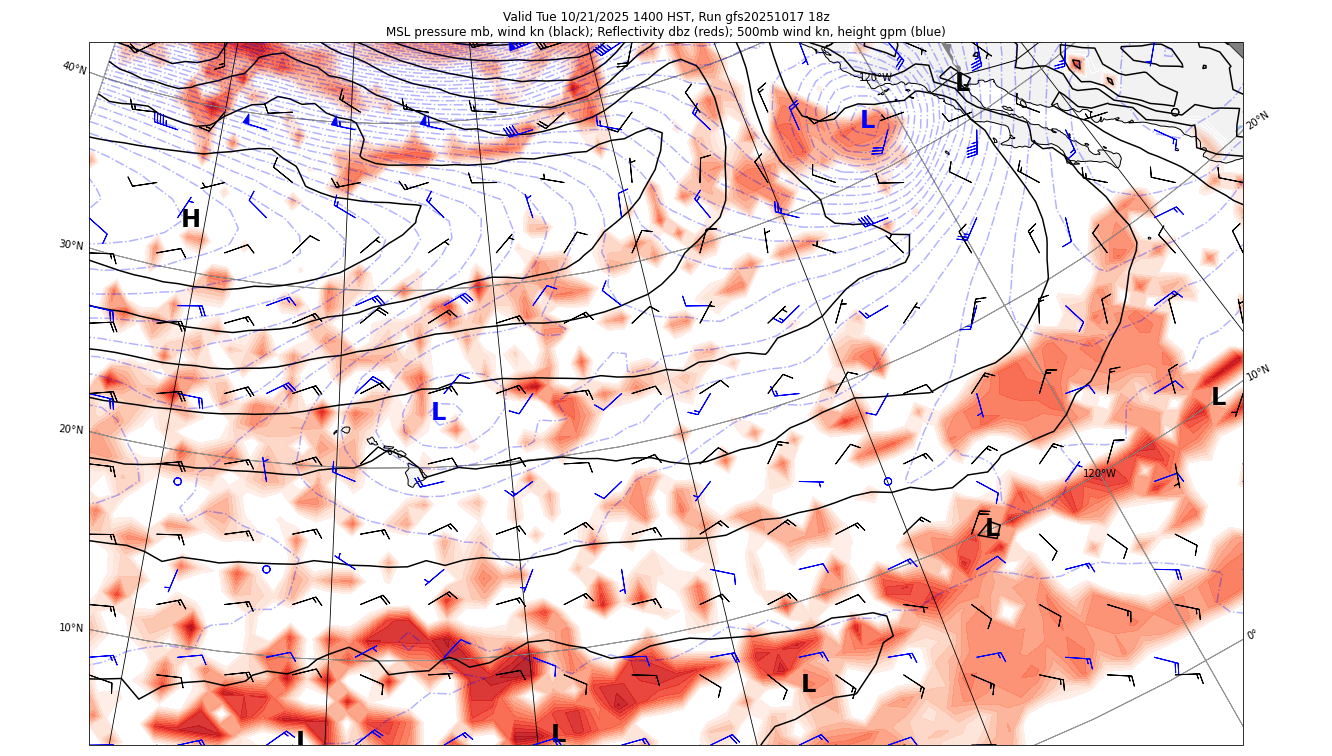 Valid Tue 10/21/2025 1400 HST, Run gfs20251017 18z
MSL pressure mb, wind kn (black); Reflectivity dbz (reds); 500mb wind kn, height gpm (blue)
40°N
120°W
L
L
20°N
H
30°N
10°N
L
L
20°N
120°W
L
10°N
0°
L
L
L